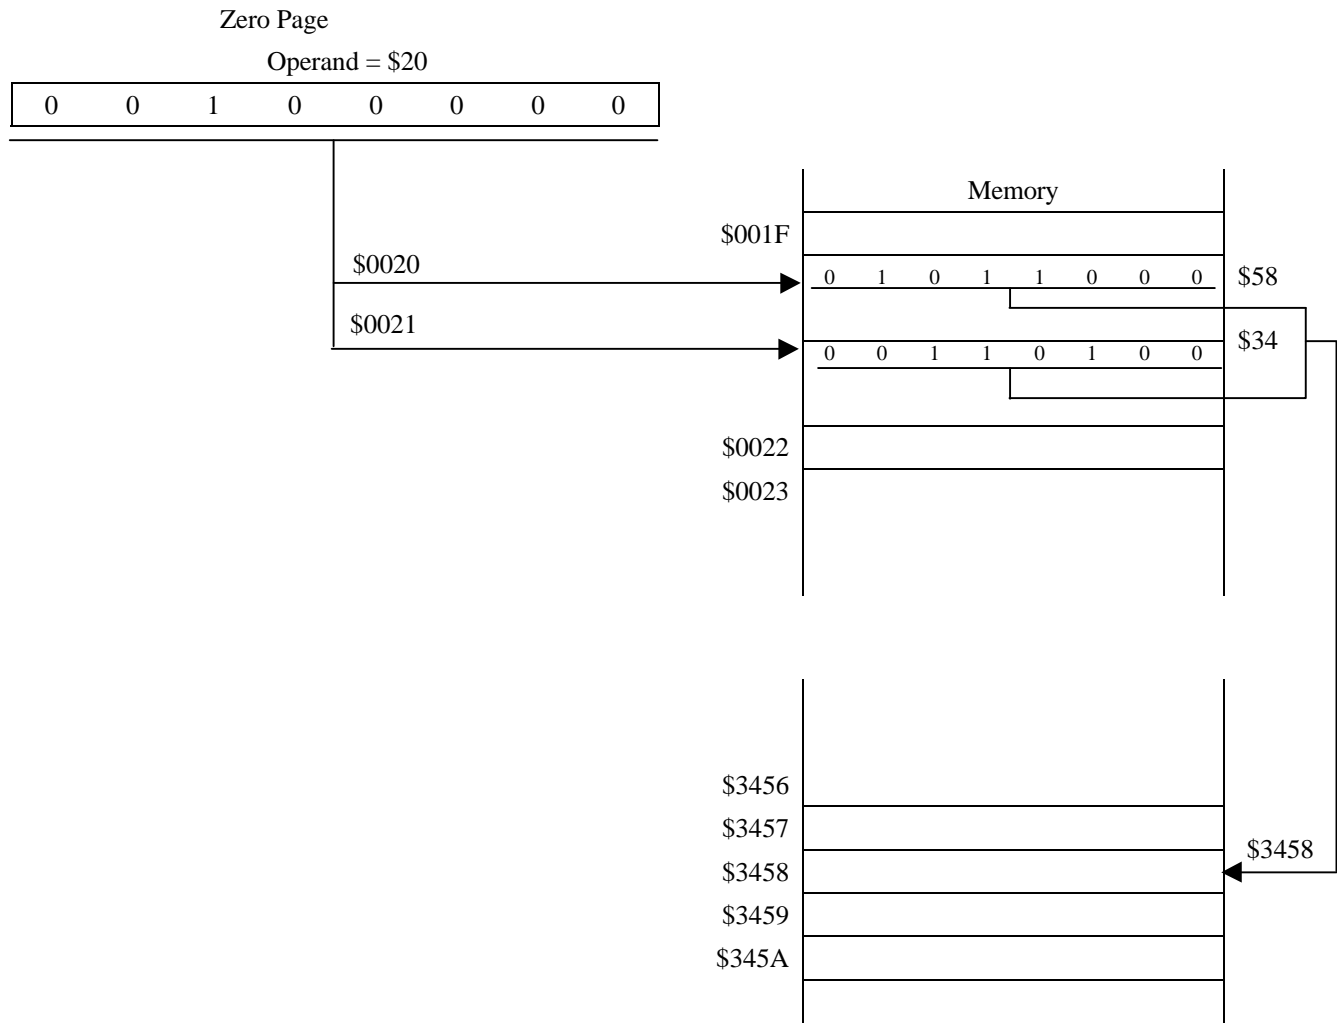 Zero Page
Operand = $20
0 0 1 0 0 0 0 0
Memory
$001F
$0020
0 1 0 1 1 0 0 0
$58
$0021
$34
0 0 1 1 0 1 0 0
$0022
$0023
$3456
$3457
$3458
$3458
$3459
$345A